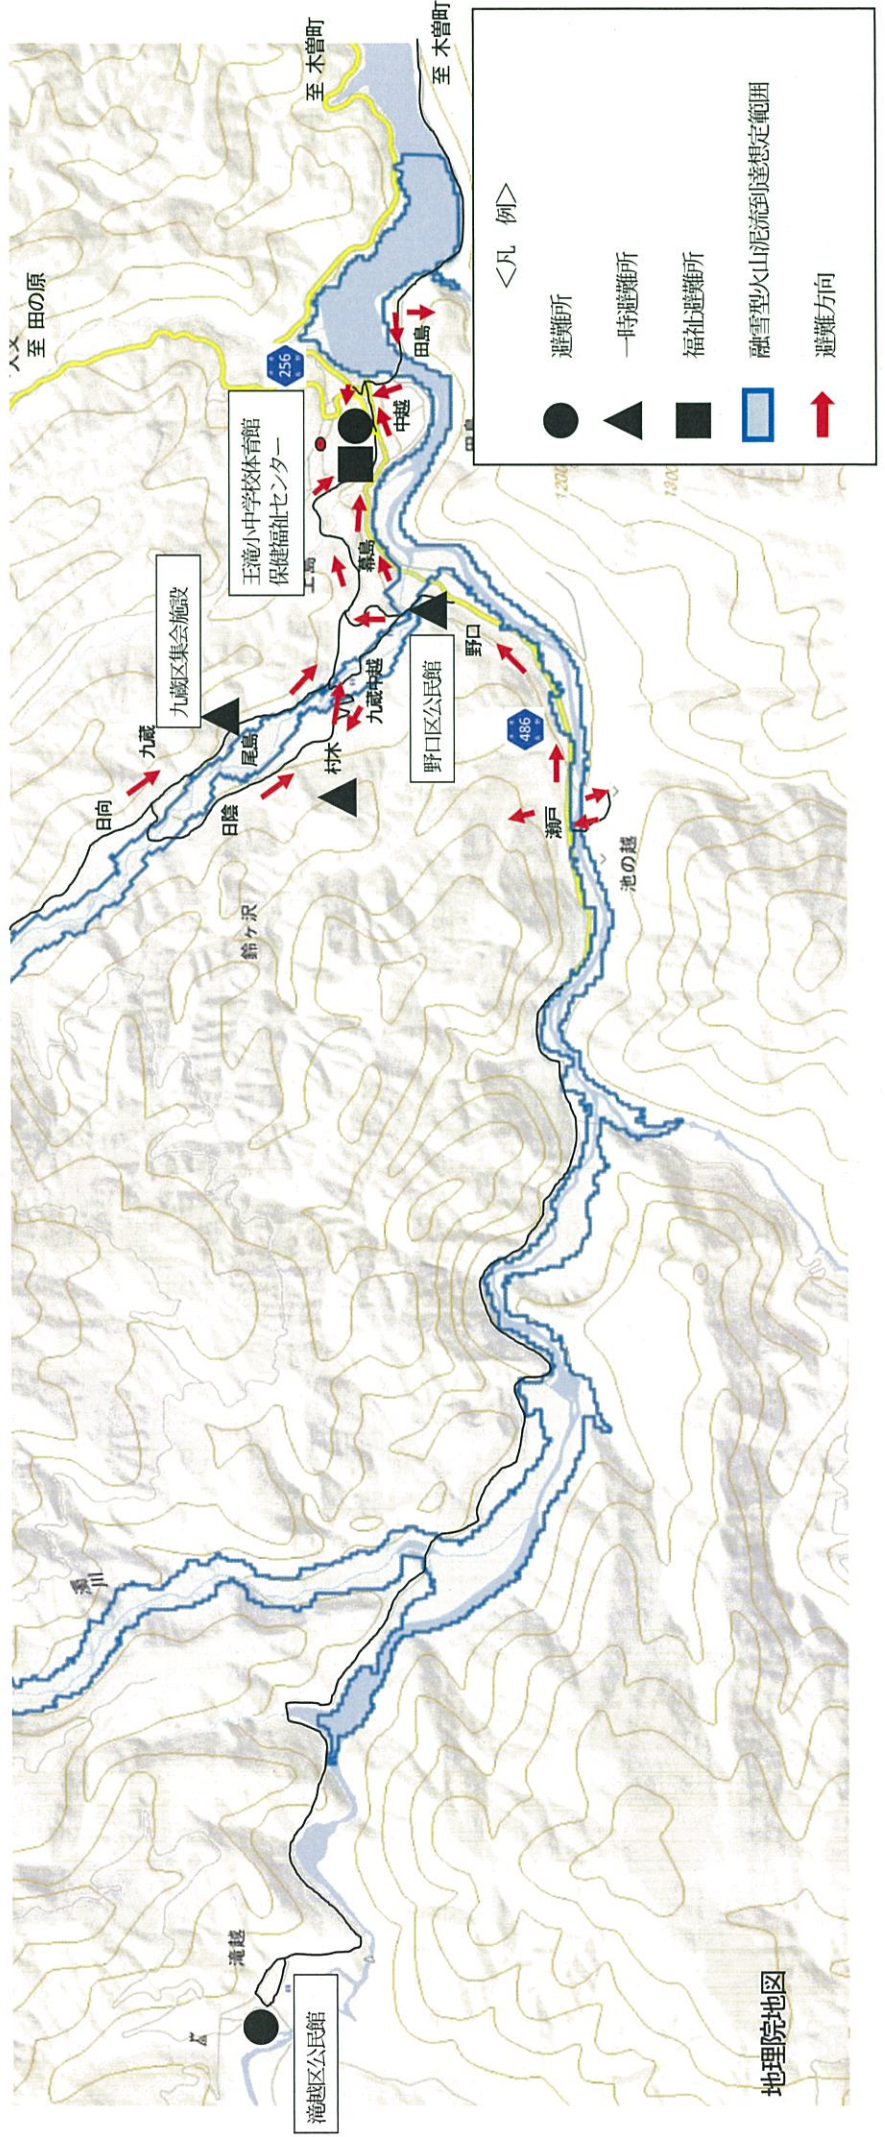 滝越区公民館
滝越
濁川
地理院地図
鈴ヶ沢
日向
九蔵
九蔵区集会施設
尾島
日陰
村木
九蔵中越
野口区公民館
野口
486
瀬戸
池の越
王滝小中学校体育館
保健福祉センター
幕島
中越
田島
256
至 田の原
至 木曽町
至 木曽町
1200
1300
<凡 例>
避難所
一時避難所
福祉避難所
融雪型火山泥流到達想定範囲
避難方向